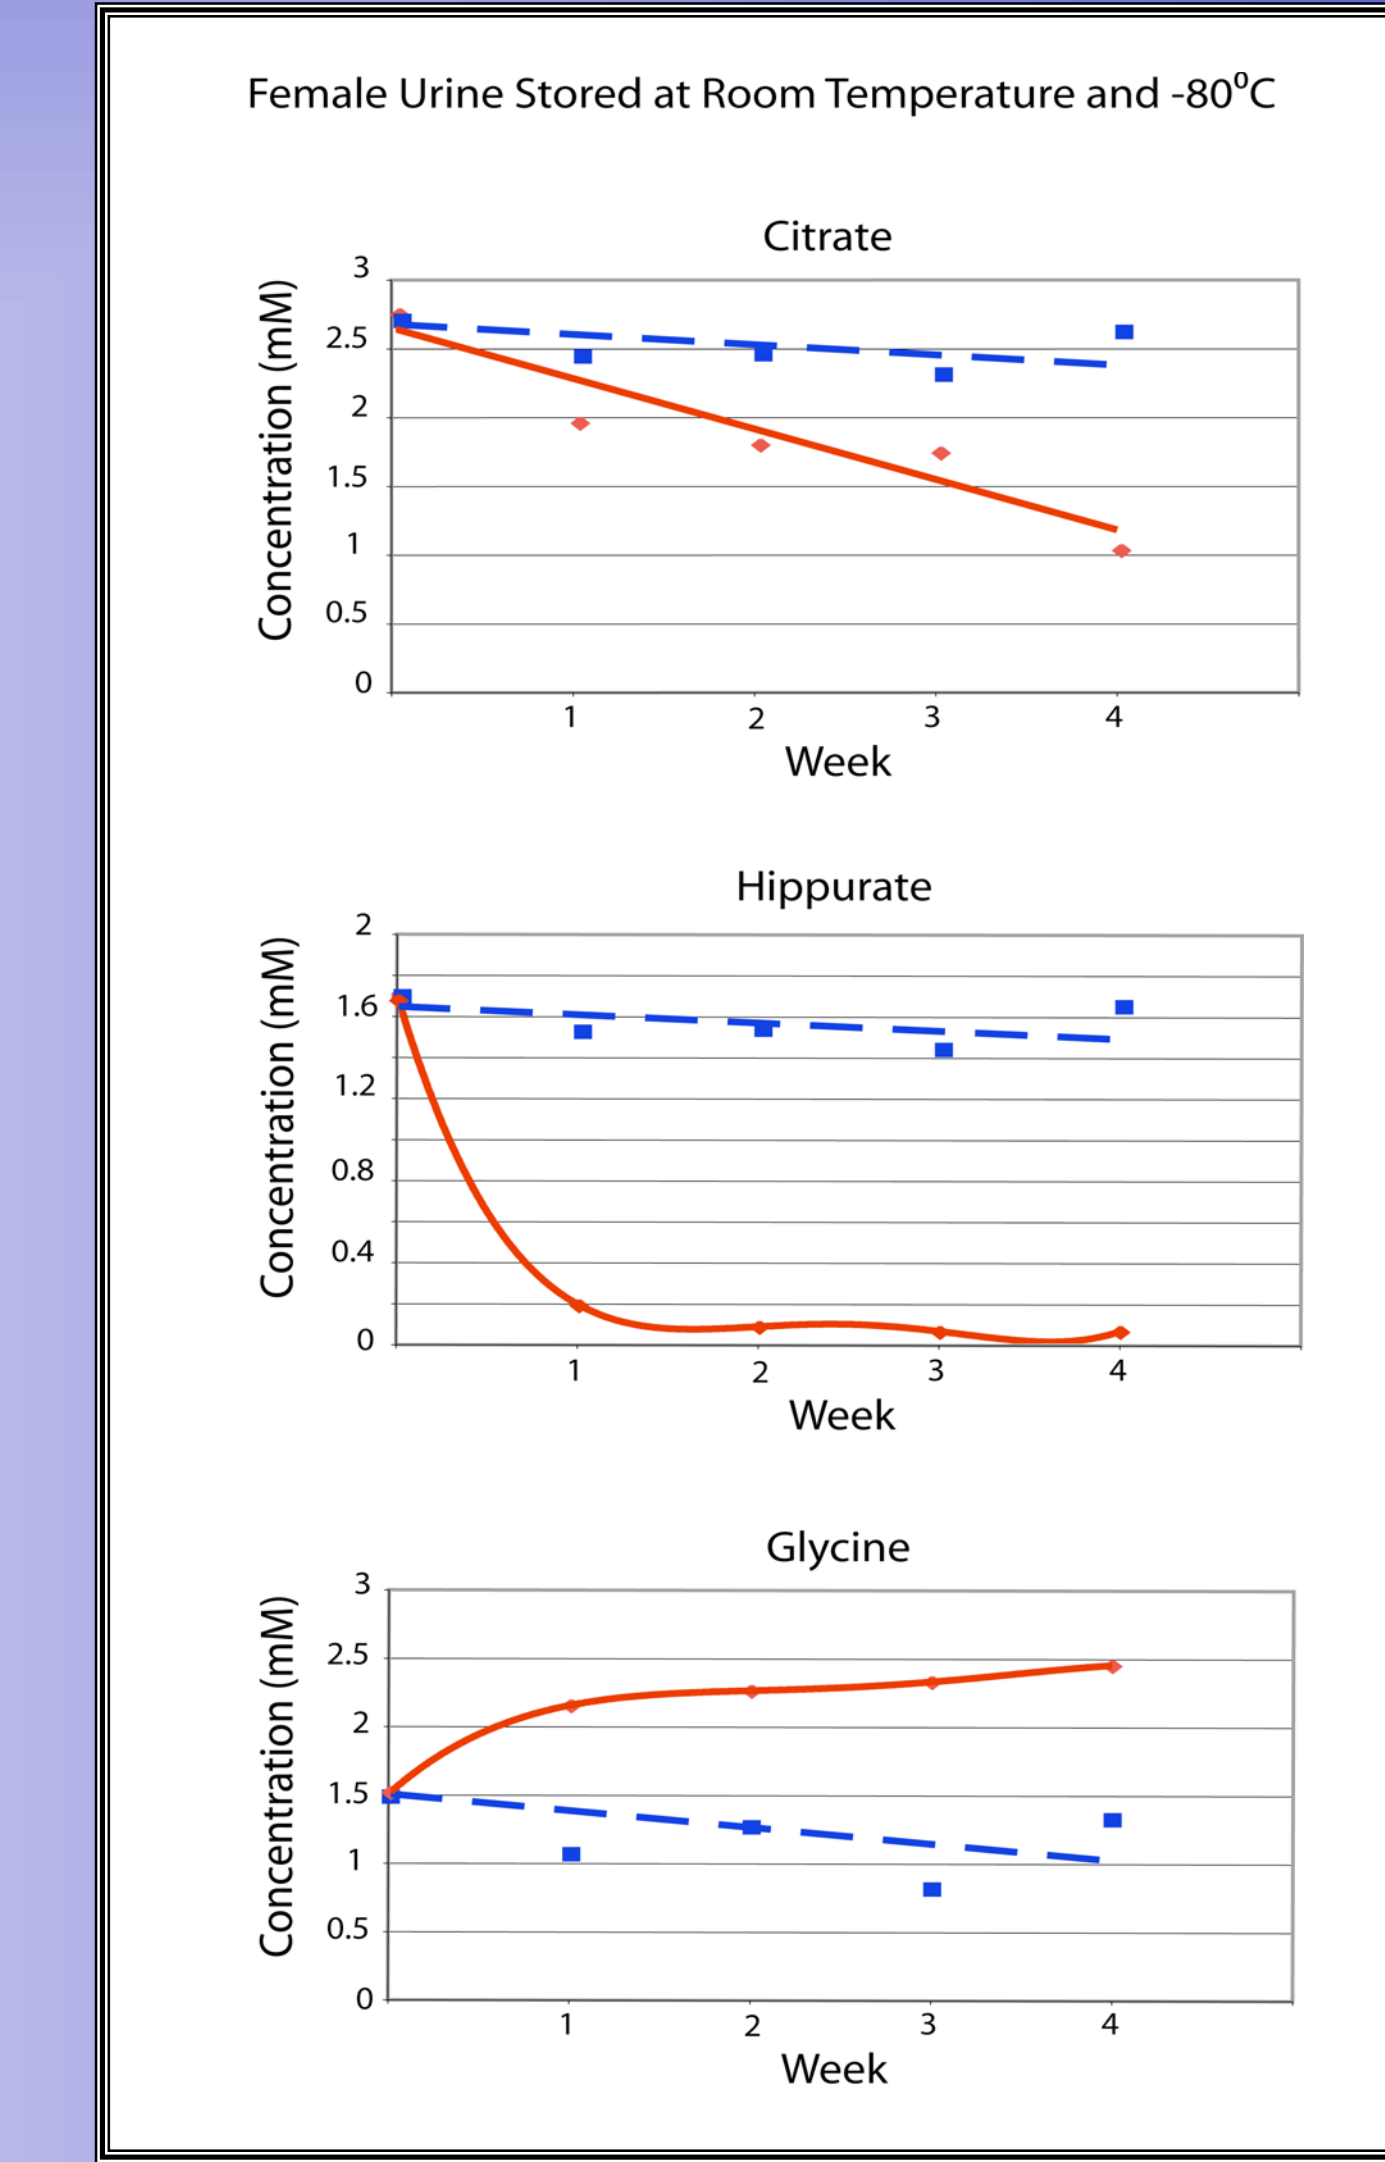 Female Urine Stored at Room Temperature and -80⁰C
Citrate
Concentration (mM)
3
2.5
2
1.5
1
0.5
0
1 2 3 4
Week
Hippurate
Concentration (mM)
2
1.6
1.2
0.8
0.4
0
1 2 3 4
Week
Glycine
Concentration (mM)
3
2.5
2
1.5
1
0.5
0
1 2 3 4
Week